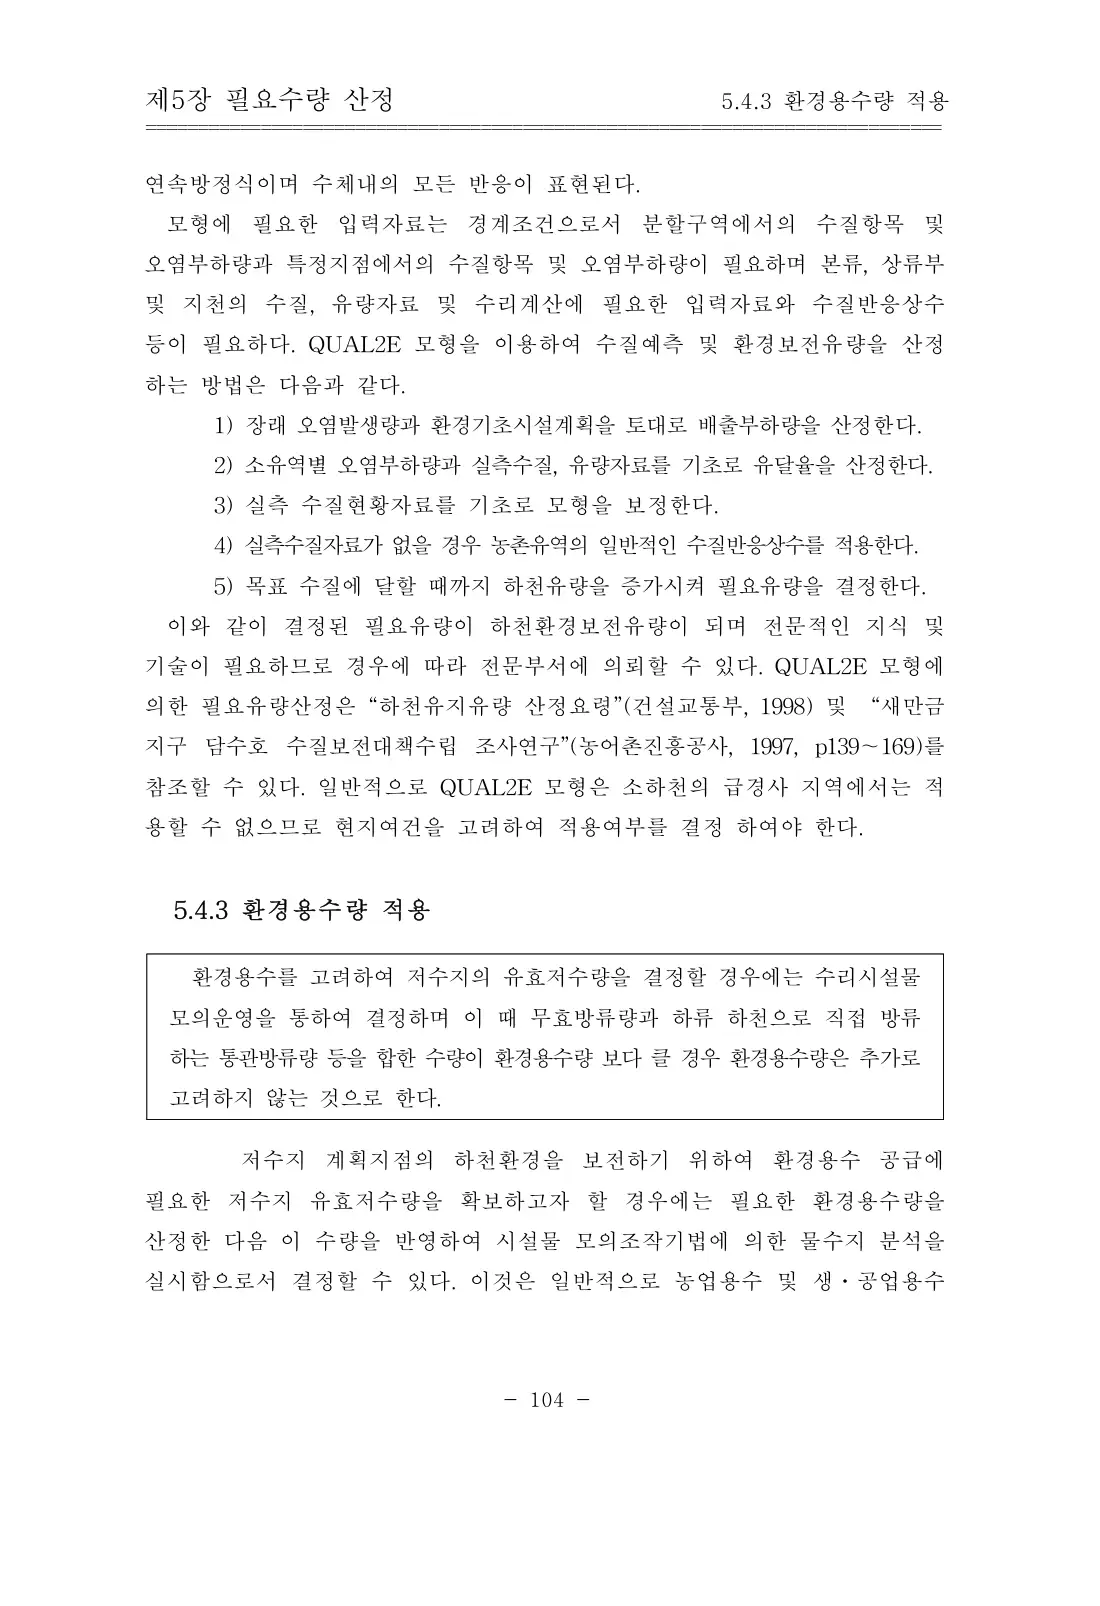 제5장 필요수량 산정 5.4.3 환경용수량 적용
연속방정식이며 수체내의 모든 반응이 표현된다.
모형에 필요한 입력자료는 경계조건으로서 분할구역에서의 수질항목 및
오염부하량과 특정지점에서의 수질항목 및 오염부하량이 필요하며 본류, 상류부
및 지천의 수질, 유량자료 및 수리계산에 필요한 입력자료와 수질반응상수
등이 필요하다. QUAL2E 모형을 이용하여 수질예측 및 환경보전유량을 산정
하는 방법은 다음과 같다.
1) 장래 오염발생량과 환경기초시설계획을 토대로 배출부하량을 산정한다.
2) 소유역별 오염부하량과 실측수질, 유량자료를 기초로 유달율을 산정한다.
3) 실측 수질현황자료를 기초로 모형을 보정한다.
4) 실측수질자료가 없을 경우 농촌유역의 일반적인 수질반응상수를 적용한다.
5) 목표 수질에 달할 때까지 하천유량을 증가시켜 필요유량을 결정한다.
이와 같이 결정된 필요유량이 하천환경보전유량이 되며 전문적인 지식 및
기술이 필요하므로 경우에 따라 전문부서에 의뢰할 수 있다. QUAL2E 모형에
의한 필요유량산정은 “하천유지유량 산정요령”(건설교통부, 1998) 및 “새만금
지구 담수호 수질보전대책수립 조사연구”(농어촌진흥공사, 1997, p139～169)를
참조할 수 있다. 일반적으로 QUAL2E 모형은 소하천의 급경사 지역에서는 적
용할 수 없으므로 현지여건을 고려하여 적용여부를 결정 하여야 한다.
5.4.3 환경용수량 적용
환경용수를 고려하여 저수지의 유효저수량을 결정할 경우에는 수리시설물
모의운영을 통하여 결정하며 이 때 무효방류량과 하류 하천으로 직접 방류
하는 통관방류량 등을 합한 수량이 환경용수량 보다 클 경우 환경용수량은 추가로
고려하지 않는 것으로 한다.
저수지 계획지점의 하천환경을 보전하기 위하여 환경용수 공급에
필요한 저수지 유효저수량을 확보하고자 할 경우에는 필요한 환경용수량을
산정한 다음 이 수량을 반영하여 시설물 모의조작기법에 의한 물수지 분석을
실시함으로서 결정할 수 있다. 이것은 일반적으로 농업용수 및 생・공업용수
- 104 -